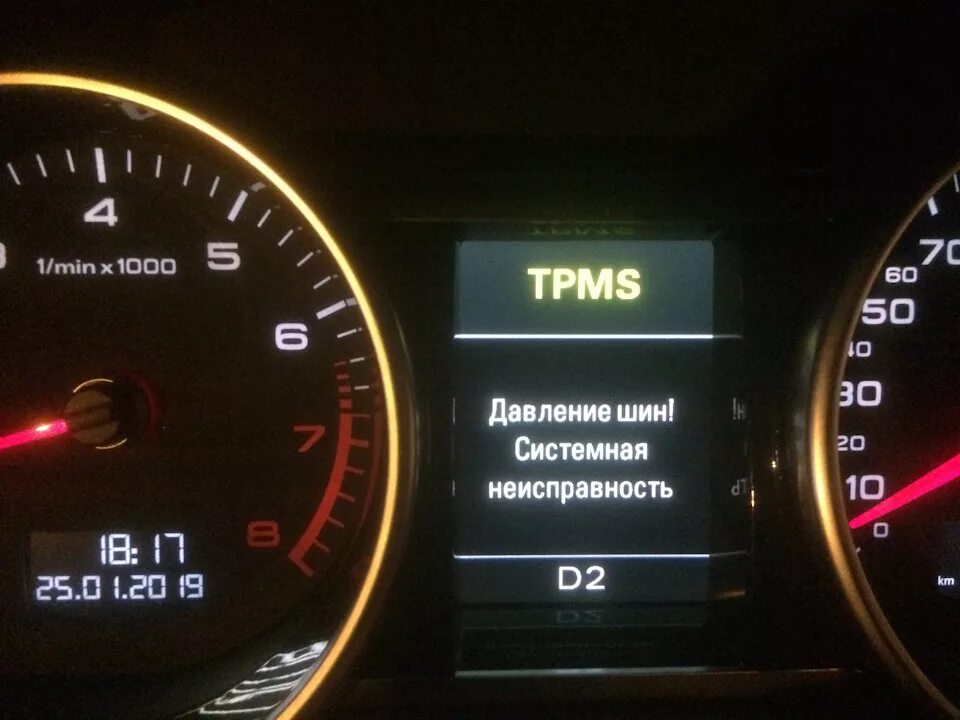 4
5
1/min x 1000
6
7
8
18:17
25.01.2019
TPMS
Давление шин!
Системная
неисправность
D2
70
60
50
40
30
20
10
0
km